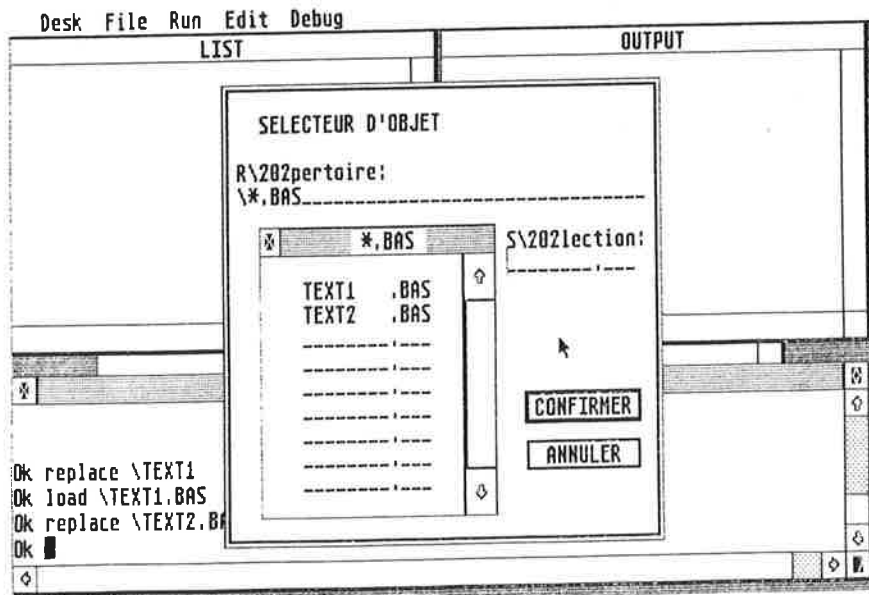 Desk File Run Edit Debug
LIST
OUTPUT
SELECTEUR D'OBJET
R\202pertoire:
\*.BAS
*.BAS
S\202lection:
TEXT1 .BAS
TEXT2 .BAS
CONFIRMER
ANNULER
Ok replace \TEXT1
Ok load \TEXT1.BAS
Ok replace \TEXT2.BA
Ok